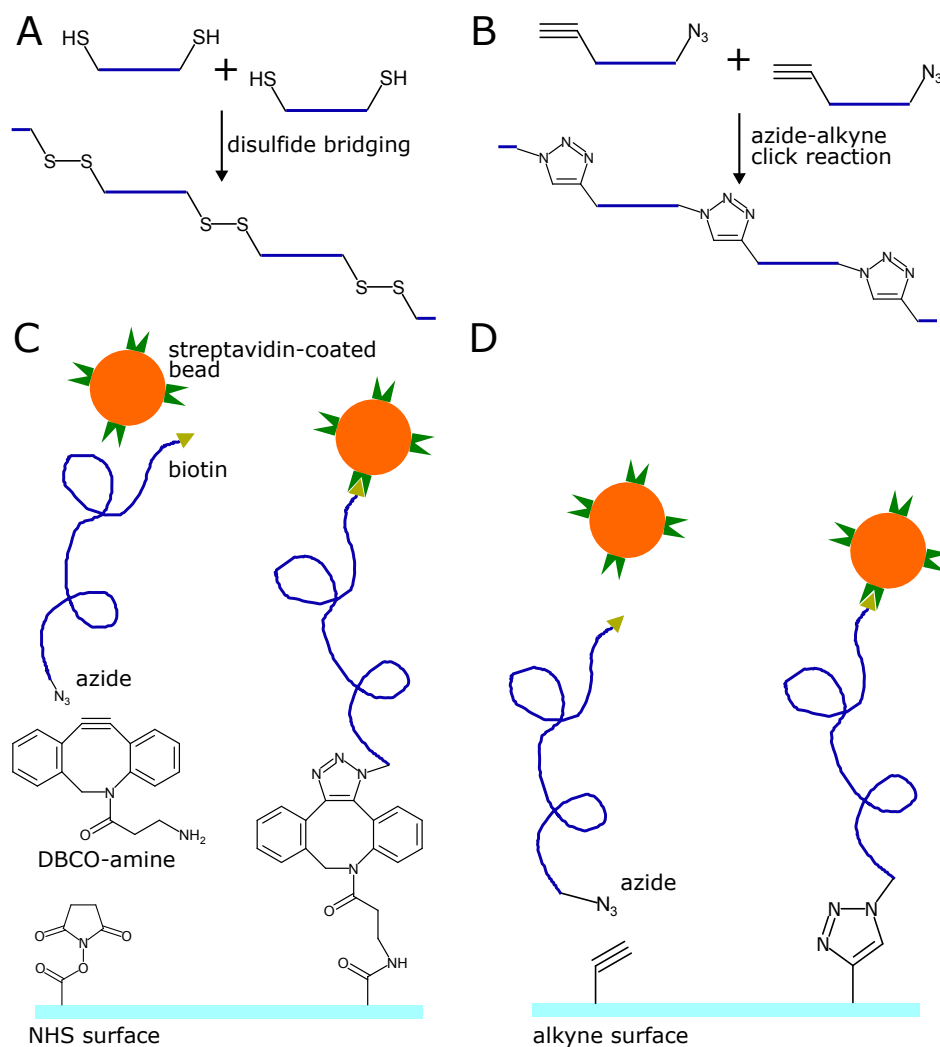 A
HS
SH
+
HS
SH
disulfide bridging
S
S
S
S
S
S
B
N3
+
N3
azide-alkyne
click reaction
N
N
N
N
N
N
N
N
N
C
streptavidin-coated
bead
biotin
azide
N3
N
O
NH2
DBCO-amine
O
N
O
O
O
NHS surface
N
N
N
N
O
O
NH
D
azide
N3
N
N
N
alkyne surface